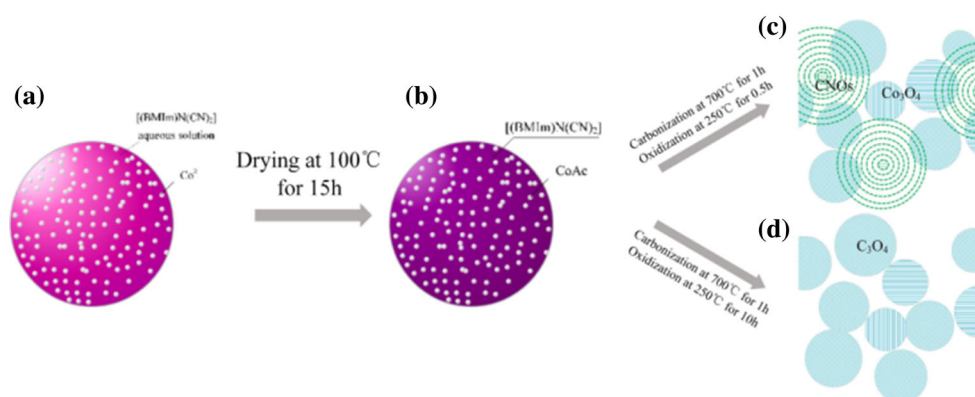 (a)
[(BMIm)N(CN)₂]
aqueous solution
Co²
Drying at 100℃
for 15h
(b)
[(BMIm)N(CN)₂]
CoAc
Carbonization at 700℃ for 1h
Oxidization at 250℃ for 0.5h
(c)
CNOs
Co₃O₄
Carbonization at 700℃ for 1h
Oxidization at 250℃ for 10h
(d)
C₃O₄